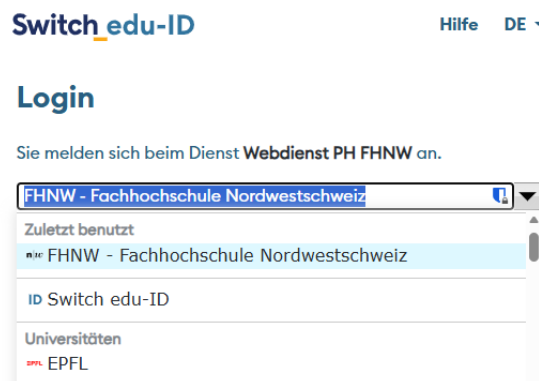 Switch edu-ID
Hilfe DE
Login
Sie melden sich beim Dienst Webdienst PH FHNW an.
FHNW - Fachhochschule Nordwestschweiz
Zuletzt benutzt
n|w FHNW - Fachhochschule Nordwestschweiz
ID Switch edu-ID
Universitäten
EPFL EPFL